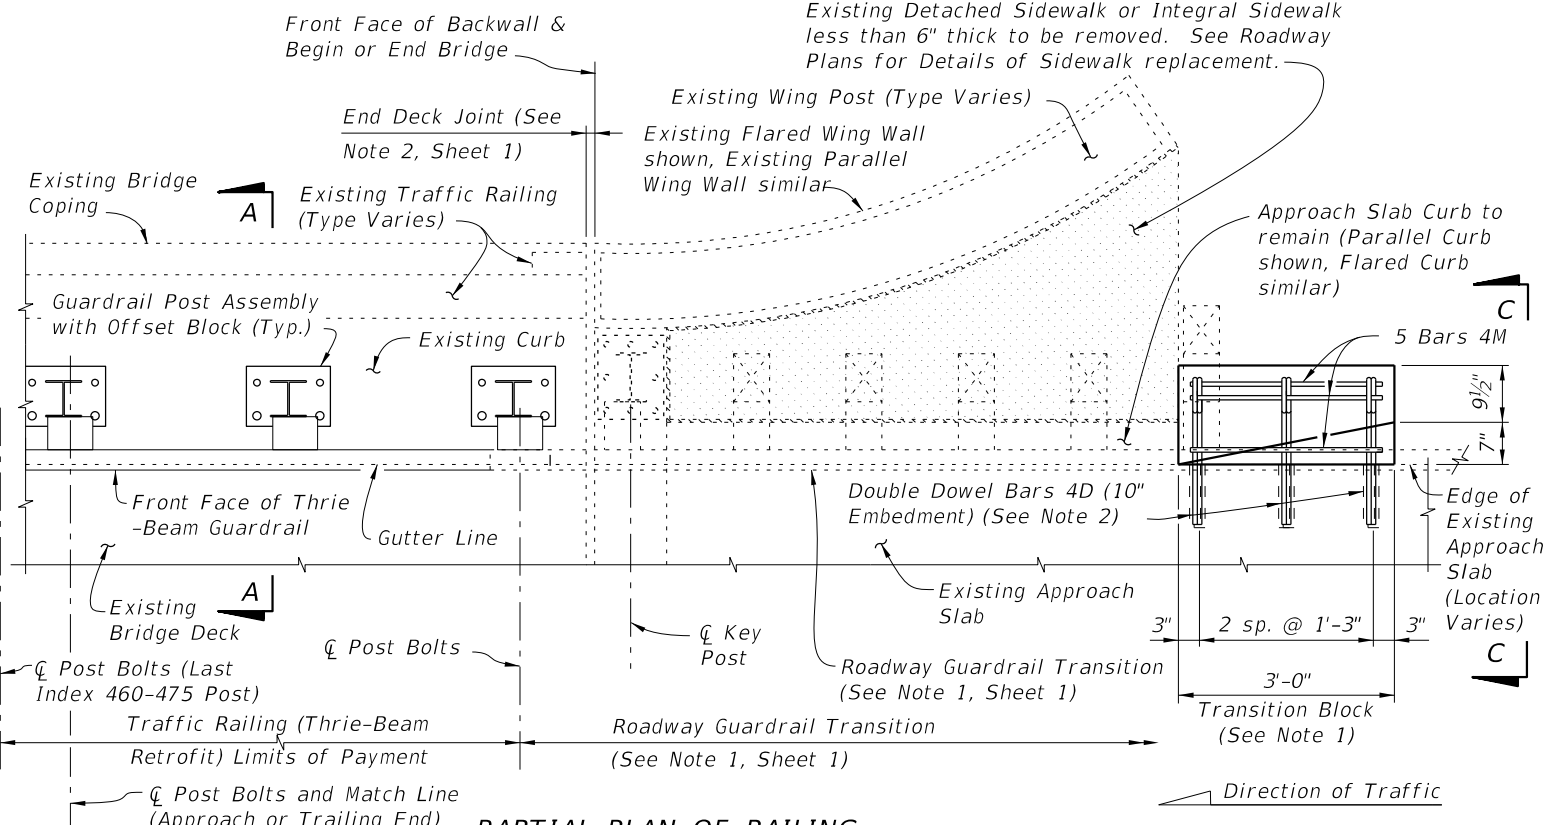 Front Face of Backwall &
Begin or End Bridge
Existing Detached Sidewalk or Integral Sidewalk
less than 6" thick to be removed. See Roadway
Plans for Details of Sidewalk replacement.
Existing Wing Post (Type Varies)
End Deck Joint (See
Note 2, Sheet 1)
Existing Flared Wing Wall
shown, Existing Parallel
Wing Wall similar
Existing Bridge
Coping
A
Existing Traffic Railing
(Type Varies)
Approach Slab Curb to
remain (Parallel Curb
shown, Flared Curb
similar)
C
Guardrail Post Assembly
with Offset Block (Typ.)
Existing Curb
5 Bars 4M
9½"
7"
Front Face of Thrie
-Beam Guardrail
Gutter Line
Double Dowel Bars 4D (10"
Embedment) (See Note 2)
Edge of
Existing
Approach
Slab
(Location
Varies)
Existing
Bridge Deck
A
Existing Approach
Slab
3"
2 sp. @ 1'-3"
3"
℄ Key
Post
℄ Post Bolts
C
℄ Post Bolts (Last
Index 460-475 Post)
Roadway Guardrail Transition
(See Note 1, Sheet 1)
3'-0"
Transition Block
(See Note 1)
Traffic Railing (Thrie-Beam
Retrofit) Limits of Payment
Roadway Guardrail Transition
(See Note 1, Sheet 1)
℄ Post Bolts and Match Line
(Approach or Trailing End)
Direction of Traffic
PARTIAL PLAN OF RAILING